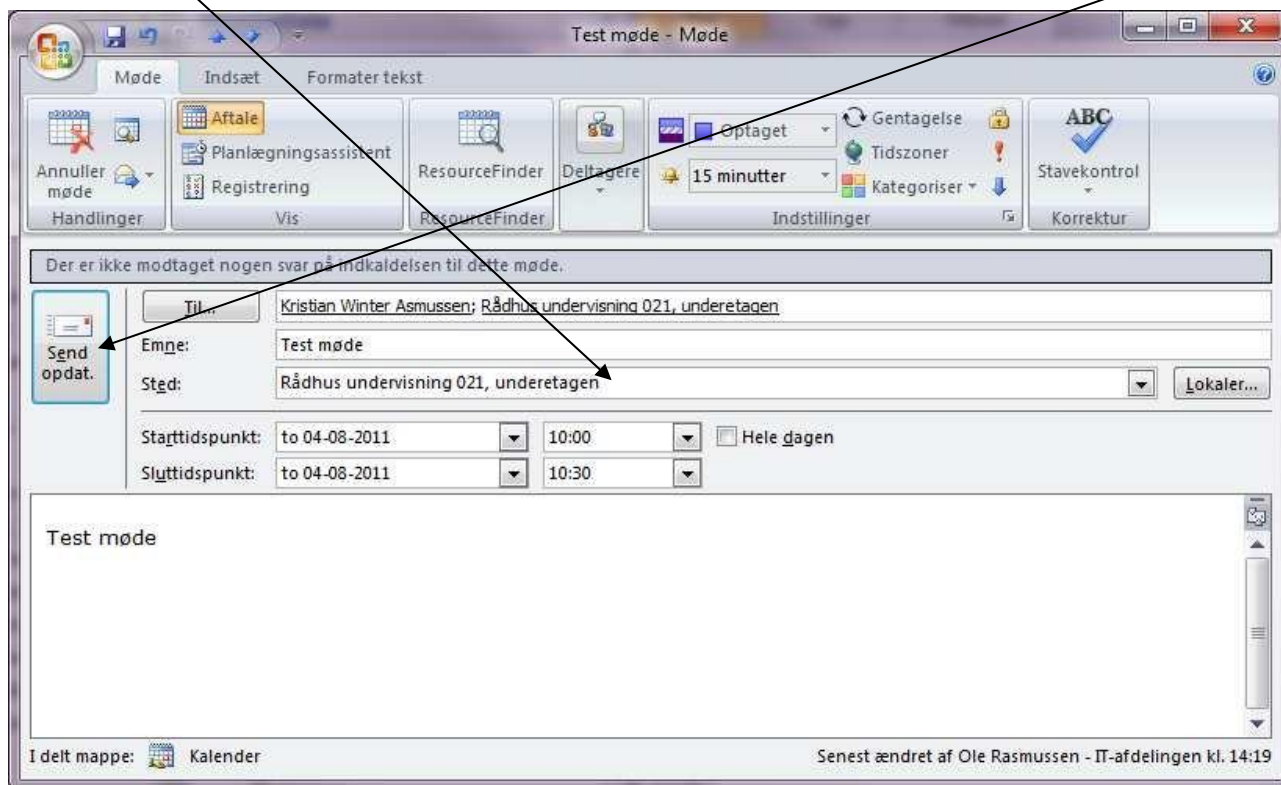 Test møde - Møde
Møde Indsæt Formater tekst
Annuller møde
Handlinger
Aftale
Planlægningsassistent
Registrering
Vis
ResourceFinder
ResourceFinder
Deltagere
Optaget
15 minutter
Gentagelse
Tidszoner
Kategoriser
Indstillinger
ABC
Stavekontrol
Korrektur
Der er ikke modtaget nogen svar på indkaldelsen til dette møde.
Send opdat.
Til... Kristian Winter Asmussen; Rådhus undervisning 021, underetagen
Emne: Test møde
Sted: Rådhus undervisning 021, underetagen Lokaler...
Starttidspunkt: to 04-08-2011 10:00 Hele dagen
Sluttidspunkt: to 04-08-2011 10:30
Test møde
I delt mappe: Kalender Senest ændret af Ole Rasmussen - IT-afdelingen kl. 14:19